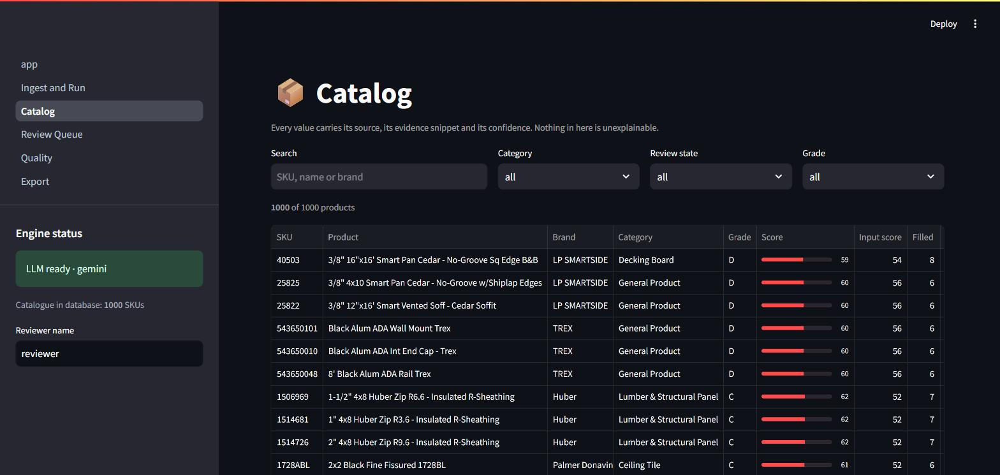 Deploy
app
Ingest and Run
Catalog
Review Queue
Quality
Export
Engine status
LLM ready · gemini
Catalogue in database: 1000 SKUs
Reviewer name
reviewer
Catalog
Every value carries its source, its evidence snippet and its confidence. Nothing in here is unexplainable.
Search Category Review state Grade
SKU, name or brand all all all
1000 of 1000 products
SKU Product Brand Category Grade Score Input score Filled
40503 3/8" 16"x16' Smart Pan Cedar - No-Groove Sq Edge B&B LP SMARTSIDE Decking Board D 59 54 8
25825 3/8" 4x10 Smart Pan Cedar - No-Groove w/Shiplap Edges LP SMARTSIDE General Product D 60 56 6
25822 3/8" 12"x16' Smart Vented Soff - Cedar Soffit LP SMARTSIDE General Product D 60 56 6
543650101 Black Alum ADA Wall Mount Trex TREX General Product D 60 56 6
543650010 Black Alum ADA Int End Cap - Trex TREX General Product D 60 56 6
543650048 8' Black Alum ADA Rail Trex TREX General Product D 60 56 6
1506969 1-1/2" 4x8 Huber Zip R6.6 - Insulated R-Sheathing Huber Lumber & Structural Panel C 62 52 7
1514681 1" 4x8 Huber Zip R3.6 - Insulated R-Sheathing Huber Lumber & Structural Panel C 62 52 7
1514726 2" 4x8 Huber Zip R9.6 - Insulated R-Sheathing Huber Lumber & Structural Panel C 62 52 7
1728ABL 2x2 Black Fine Fissured 1728BL Palmer Donavin Ceiling Tile C 61 52 6